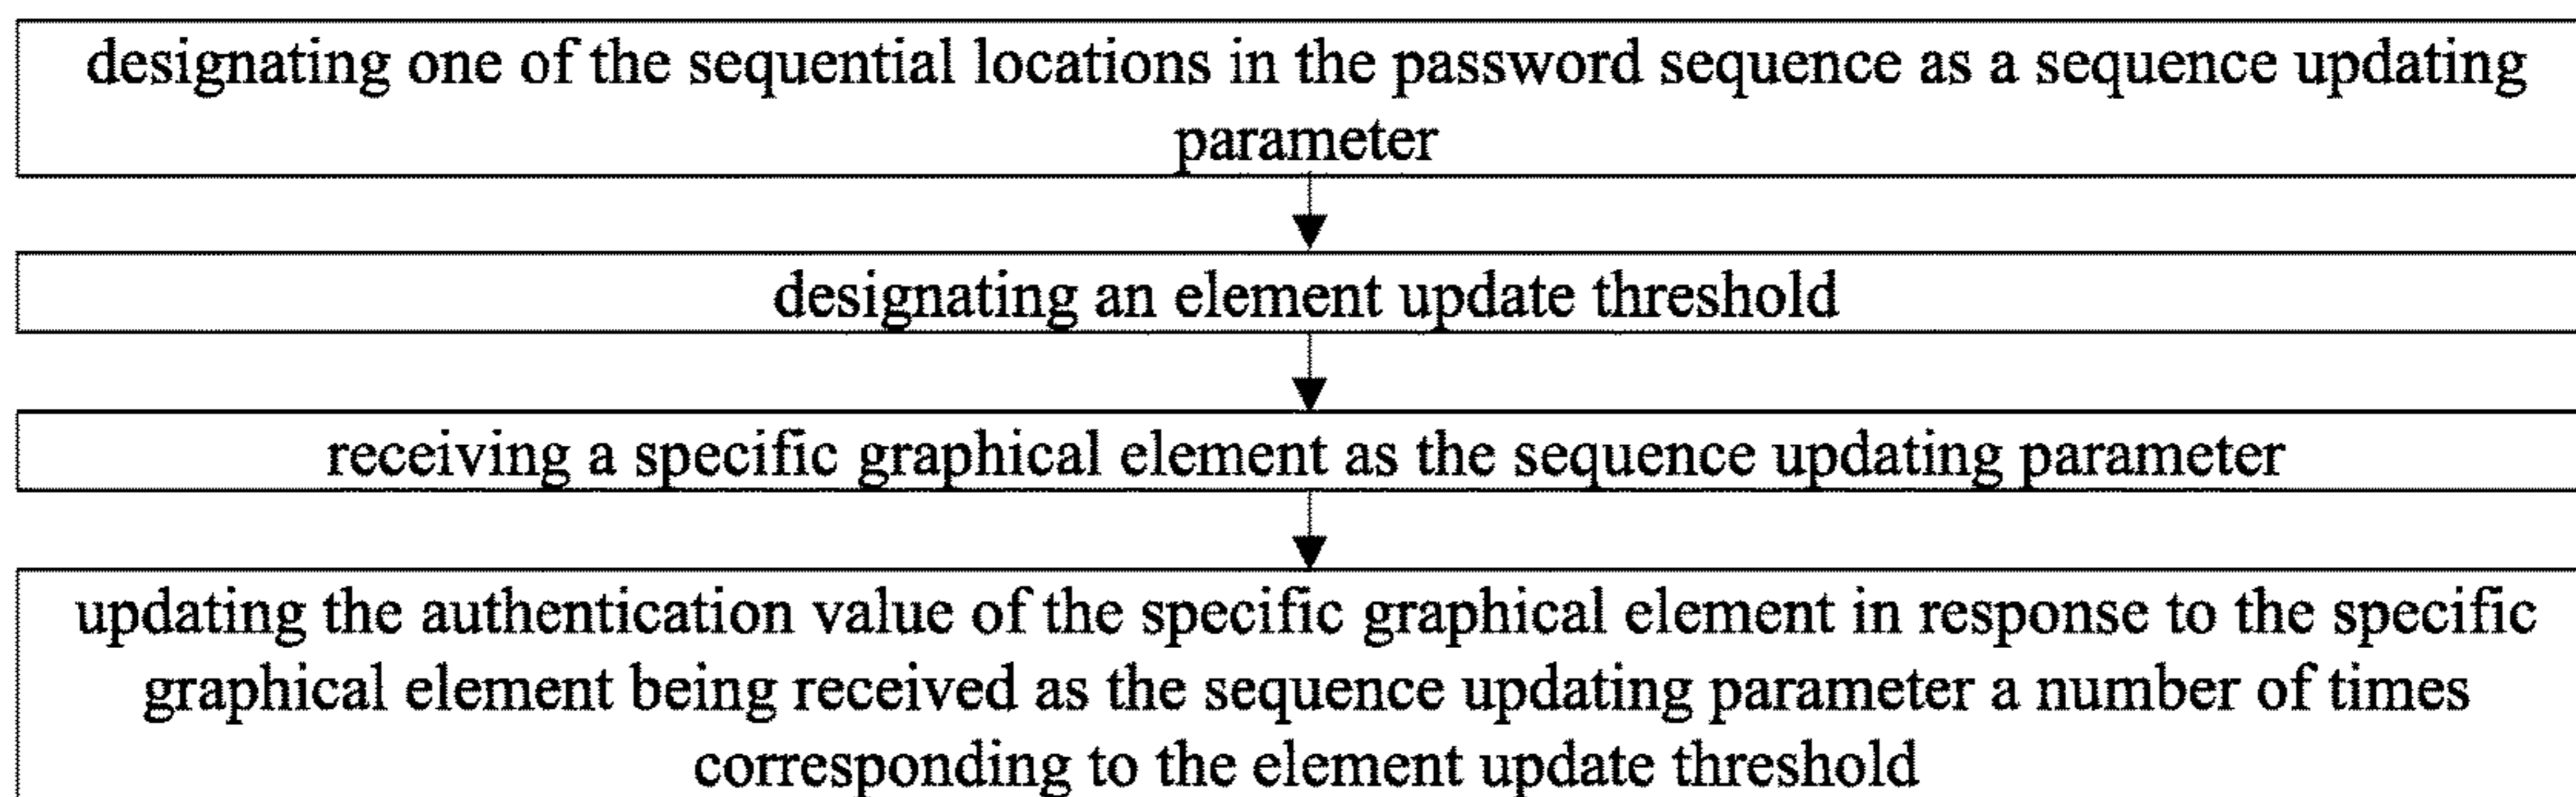 designating one of the sequential locations in the password sequence as a sequence updating
parameter
designating an element update threshold
receiving a specific graphical element as the sequence updating parameter
updating the authentication value of the specific graphical element in response to the specific
graphical element being received as the sequence updating parameter a number of times
corresponding to the element update threshold